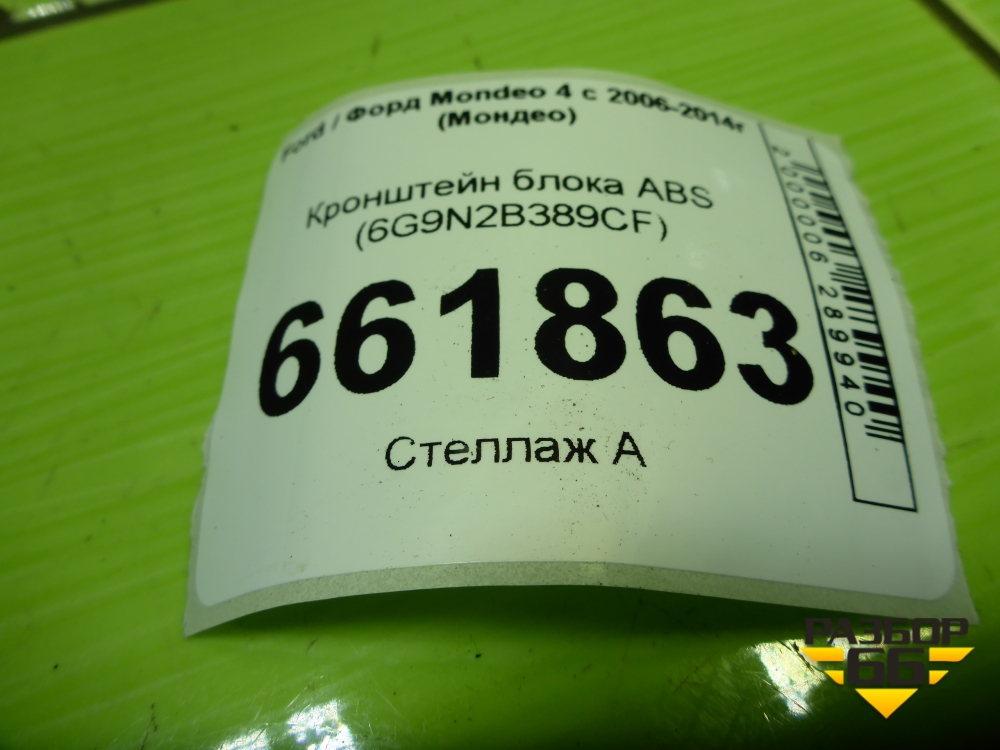 Ford / Форд Mondeo 4 с 2006-2014г
(Мондео)
Кронштейн блока ABS
(6G9N2B389CF)
661863
Стеллаж А
2000006289940
РАЗБОР
66